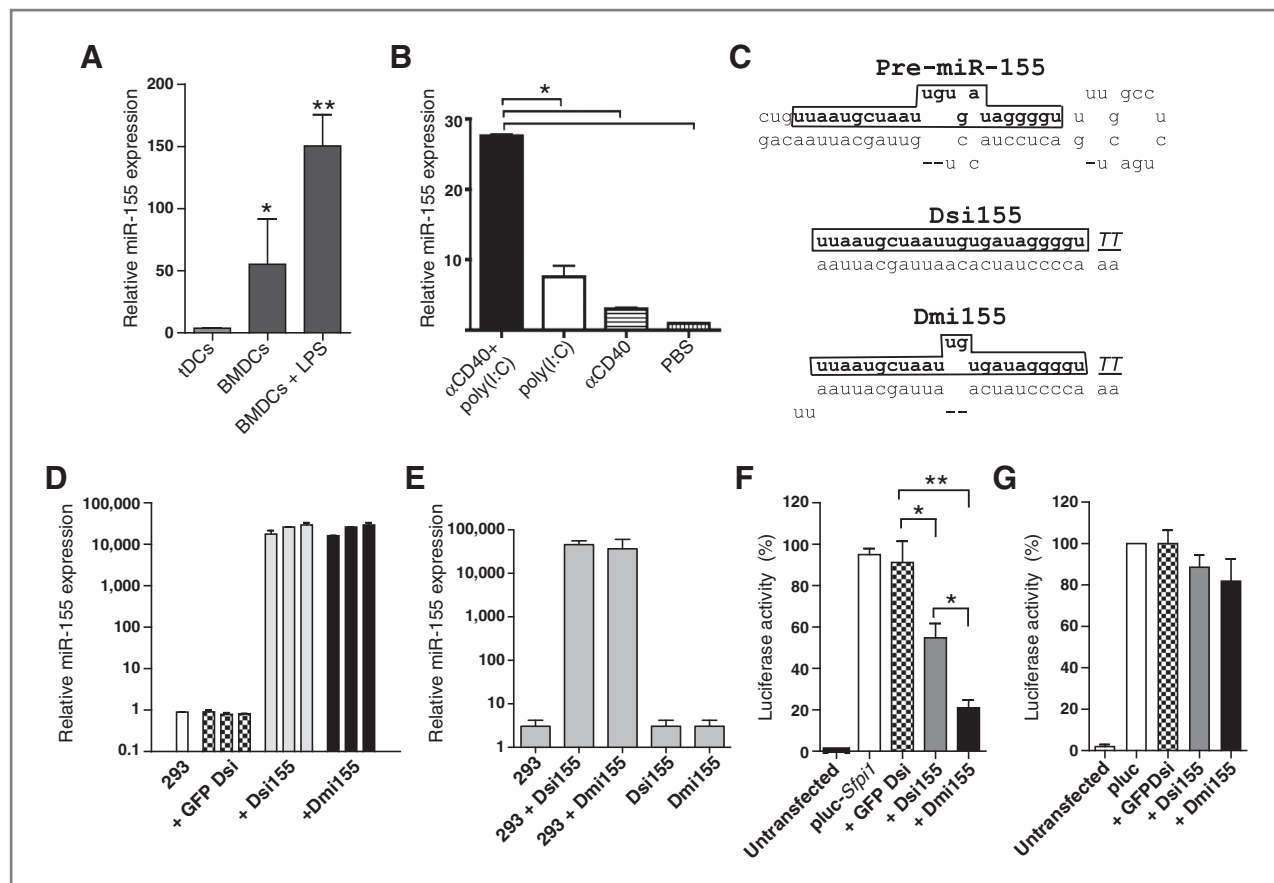 A
Relative miR-155 expression
200
150
100
50
0
*
**
tDCs
BMDCs
BMDCs + LPS
B
Relative miR-155 expression
30
20
10
*
αCD40+
poly(I:C)
poly(I:C)
αCD40
PBS
C
Pre-miR-155
ugu a uu gcc
cuguuaaugcuaau g uagggguu g u
gacaauuacgauug c auccuca g c c
--u c -u agu
Dsi155
uuaaugcuaauugugauaggggu TT
aauuacgauuaacacuaucccca aa
Dmi155
ug
uuaaugcuaau ugauaggggu TT
aauuacgauua acuauccca aa
uu --
D
Relative miR-155 expression
100,000
10,000
1,000
100
10
1
0.1
293
+ GFP Dsi
+ Dsi155
+Dmi155
E
Relative miR-155 expression
100,000
10,000
1,000
100
10
1
293
293 + Dsi155
293 + Dmi155
Dsi155
Dmi155
F
Luciferase activity (%)
120
100
80
60
40
20
0
**
*
*
Untransfected
pluc-Sfpi1
+ GFP Dsi
+ Dsi155
+ Dmi155
G
Luciferase activity (%)
120
100
80
60
40
20
0
Untransfected
pluc
+ GFPDsi
+ Dsi155
+ Dmi155